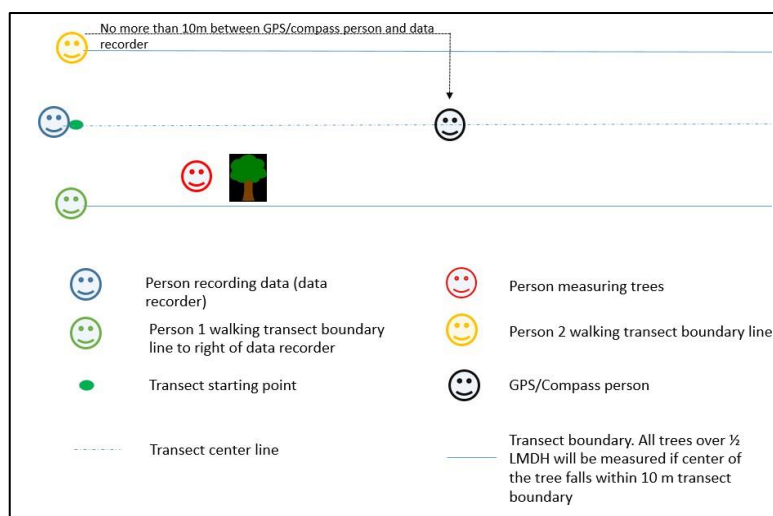 No more than 10m between GPS/compass person and data
recorder
Person recording data (data
recorder)
Person measuring trees
Person 1 walking transect boundary
line to right of data recorder
Person 2 walking transect boundary line
Transect starting point
GPS/Compass person
Transect center line
Transect boundary. All trees over ½
LMDH will be measured if center of
the tree falls within 10 m transect
boundary